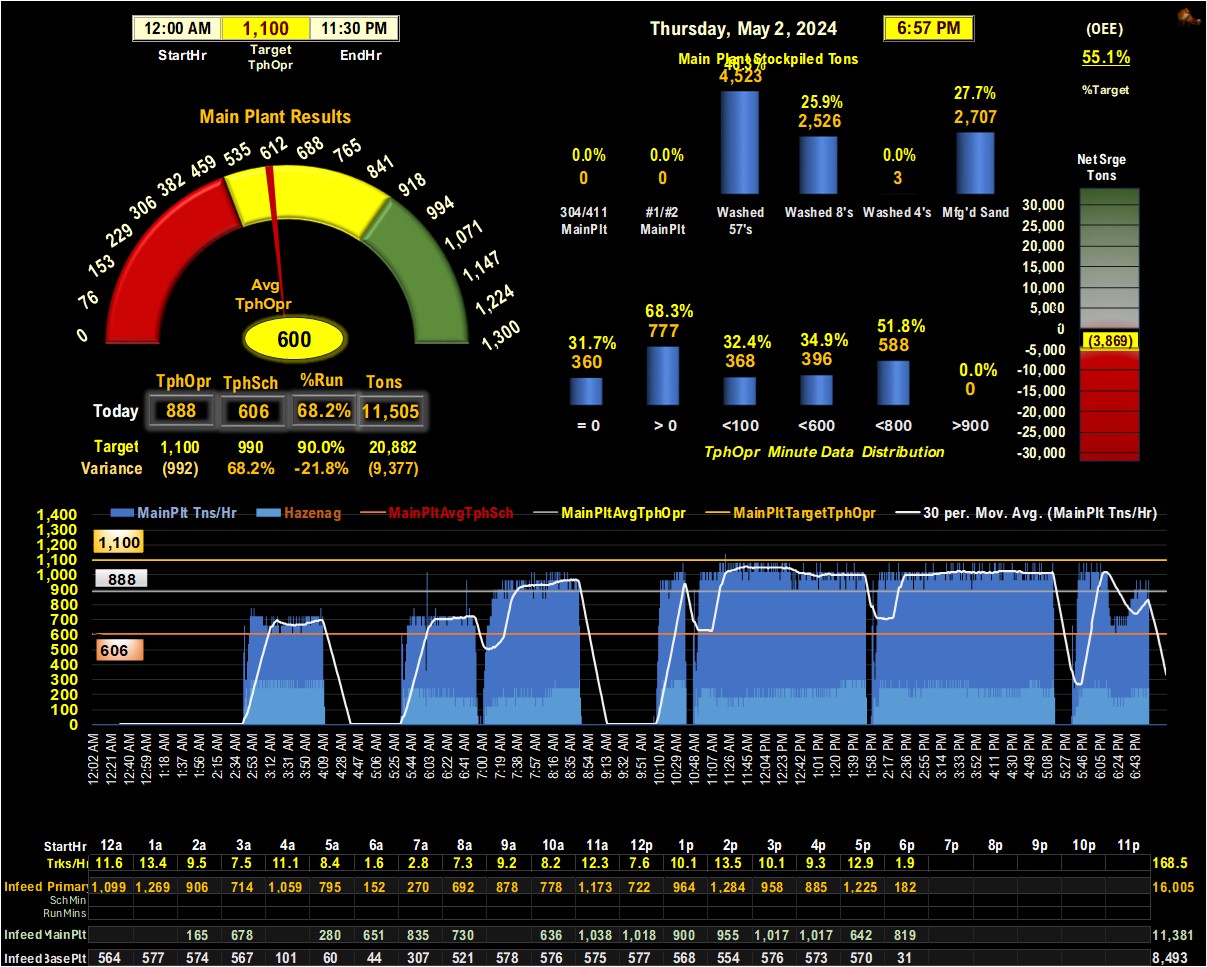 12:00 AM 1,100 11:30 PM
StartHr Target TphOpr EndHr
Thursday, May 2, 2024 6:57 PM
(OEE)
55.1%
%Target
Main Plant Stockpiled Tons
46.3% 25.9% 27.7%
4,523 2,526 2,707
0.0% 0.0% 0.0%
0 0 3
304/411 MainPlt
#1/#2 MainPlt
Washed 57's
Washed 8's
Washed 4's
Mfg'd Sand
Main Plant Results
0 76 153 229 306 382 459 535 612 688 765 841 918 994 1,071 1,147 1,224 1,300
Avg
TphOpr
600
TphOpr TphSch %Run Tons
Today 888 606 68.2% 11,505
Target 1,100 990 90.0% 20,882
Variance (992) 68.2% -21.8% (9,377)
31.7% 68.3% 32.4% 34.9% 51.8% 0.0%
360 777 368 396 588 0
= 0 > 0 <100 <600 <800 >900
TphOpr Minute Data Distribution
Net Srge
Tons
30,000
25,000
20,000
15,000
10,000
5,000
0
(3,869)
-5,000
-10,000
-15,000
-20,000
-25,000
-30,000
MainPlt Tns/Hr Hazenag MainPltAvgTphSch MainPltAvgTphOpr MainPltTargetTphOpr 30 per. Mov. Avg. (MainPlt Tns/Hr)
1,400
1,300
1,200
1,100
1,000
900
800
700
600
500
400
300
200
100
0
1,100
888
606
12:02 AM 12:21 AM 12:40 AM 12:59 AM 1:18 AM 1:37 AM 1:56 AM 2:15 AM 2:34 AM 2:53 AM 3:12 AM 3:31 AM 3:50 AM 4:09 AM 4:28 AM 4:47 AM 5:06 AM 5:25 AM 5:44 AM 6:03 AM 6:22 AM 6:41 AM 7:00 AM 7:19 AM 7:38 AM 7:57 AM 8:16 AM 8:35 AM 9:13 AM 9:32 AM 9:51 AM 10:10 AM 10:29 AM 10:48 AM 11:07 AM 11:26 AM 11:45 AM 12:04 PM 12:23 PM 12:42 PM 1:01 PM 1:20 PM 1:39 PM 1:58 PM 2:17 PM 2:36 PM 2:55 PM 3:14 PM 3:33 PM 3:52 PM 4:11 PM 4:30 PM 4:49 PM 5:08 PM 5:27 PM 5:46 PM 6:05 PM 6:24 PM 6:43 PM
StartHr 12a 1a 2a 3a 4a 5a 6a 7a 8a 9a 10a 11a 12p 1p 2p 3p 4p 5p 6p 7p 8p 9p 10p 11p
Trks/Hr 11.6 13.4 9.5 7.5 11.1 8.4 1.6 2.8 7.3 9.2 8.2 12.3 7.6 10.1 13.5 10.1 9.3 12.9 1.9 168.5
Infeed Primary 1,099 1,269 906 714 1,059 795 152 270 692 878 778 1,173 722 964 1,284 958 885 1,225 182 16,005
SchMin
RunMins
Infeed MainPlt 165 678 280 651 835 730 636 1,038 1,018 900 955 1,017 1,017 642 819 11,381
Infeed BasePlt 564 577 574 567 101 60 44 307 521 578 576 575 577 568 554 576 573 570 31 8,493